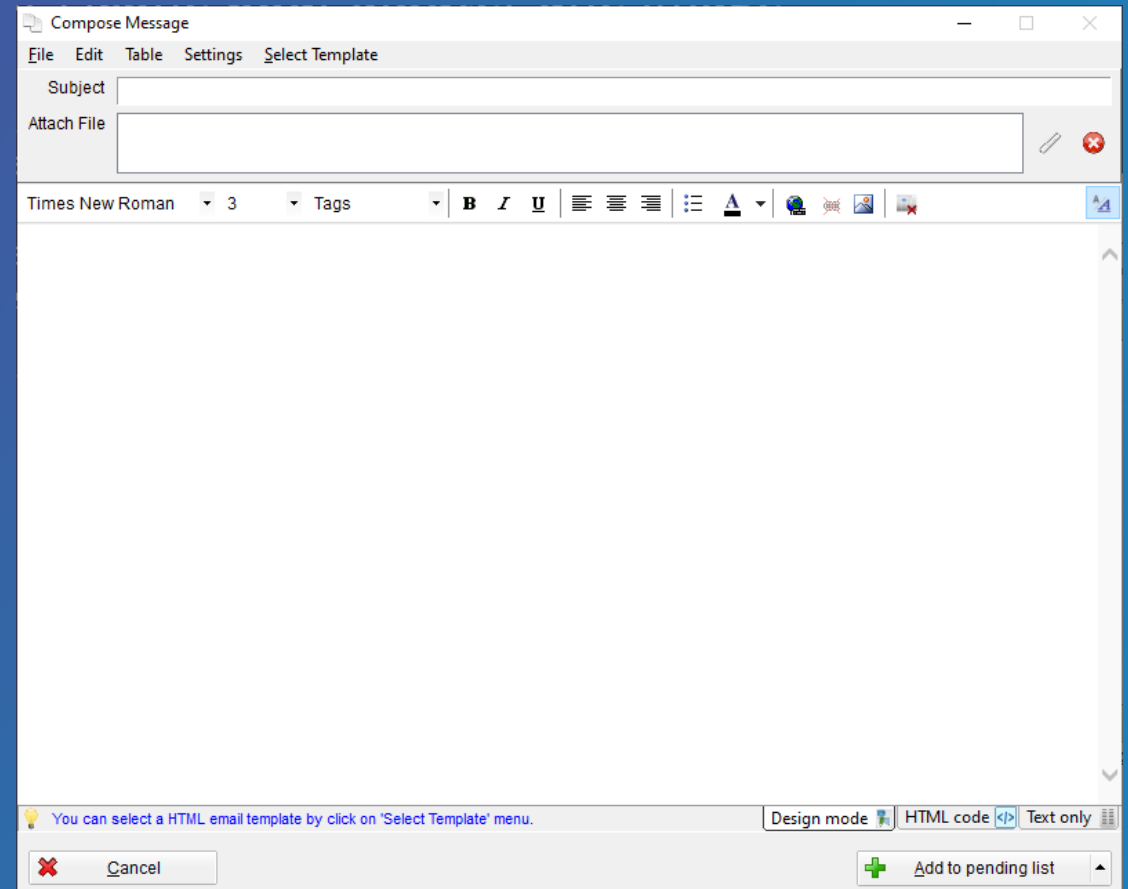 Compose Message
File Edit Table Settings Select Template
Subject
Attach File
Times New Roman 3 Tags B I U A
You can select a HTML email template by click on 'Select Template' menu.
Design mode HTML code </> Text only
Cancel Add to pending list